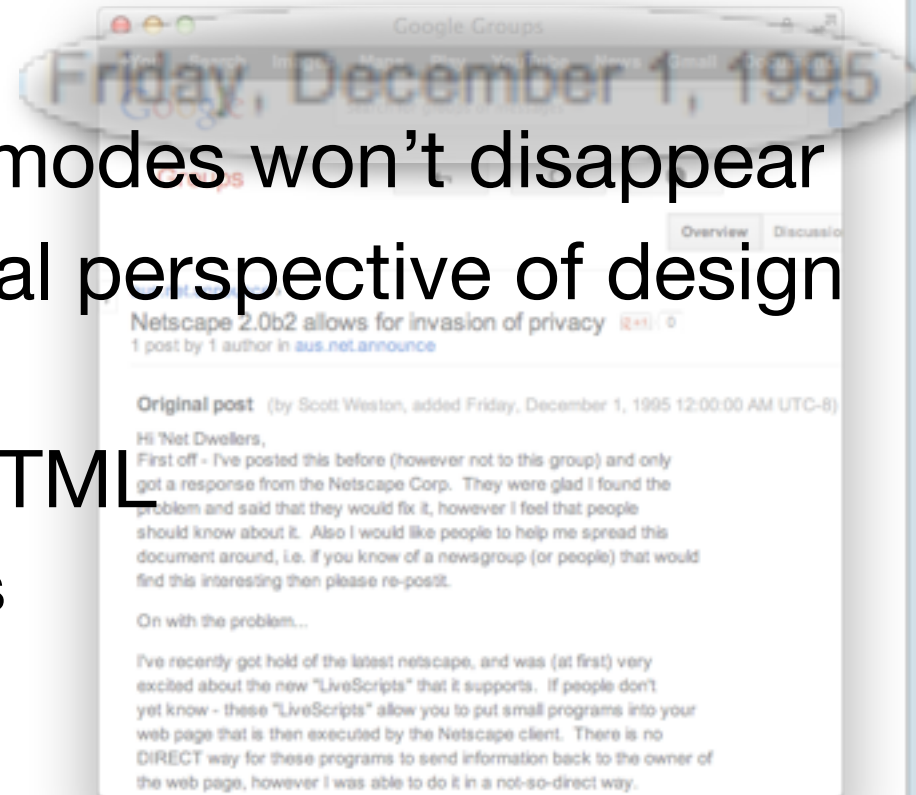 Google Groups
Friday, December 1, 1995
Google
modes won't disappear
Groups
Overview Discussio
al perspective of design
Netscape 2.0b2 allows for invasion of privacy 0
1 post by 1 author in aus.net.announce
Original post (by Scott Weston, added Friday, December 1, 1995 12:00:00 AM UTC-8)
Hi 'Net Dwellers,
First off - I've posted this before (however not to this group) and only
TML
got a response from the Netscape Corp. They were glad I found the
problem and said that they would fix it, however I feel that people
should know about it. Also I would like people to help me spread this
document around, i.e. if you know of a newsgroup (or people) that would
find this interesting then please re-postit.
s
On with the problem...
I've recently got hold of the latest netscape, and was (at first) very
excited about the new "LiveScripts" that it supports. If people don't
yet know - these "LiveScripts" allow you to put small programs into your
web page that is then executed by the Netscape client. There is no
DIRECT way for these programs to send information back to the owner of
the web page, however I was able to do it in a not-so-direct way.